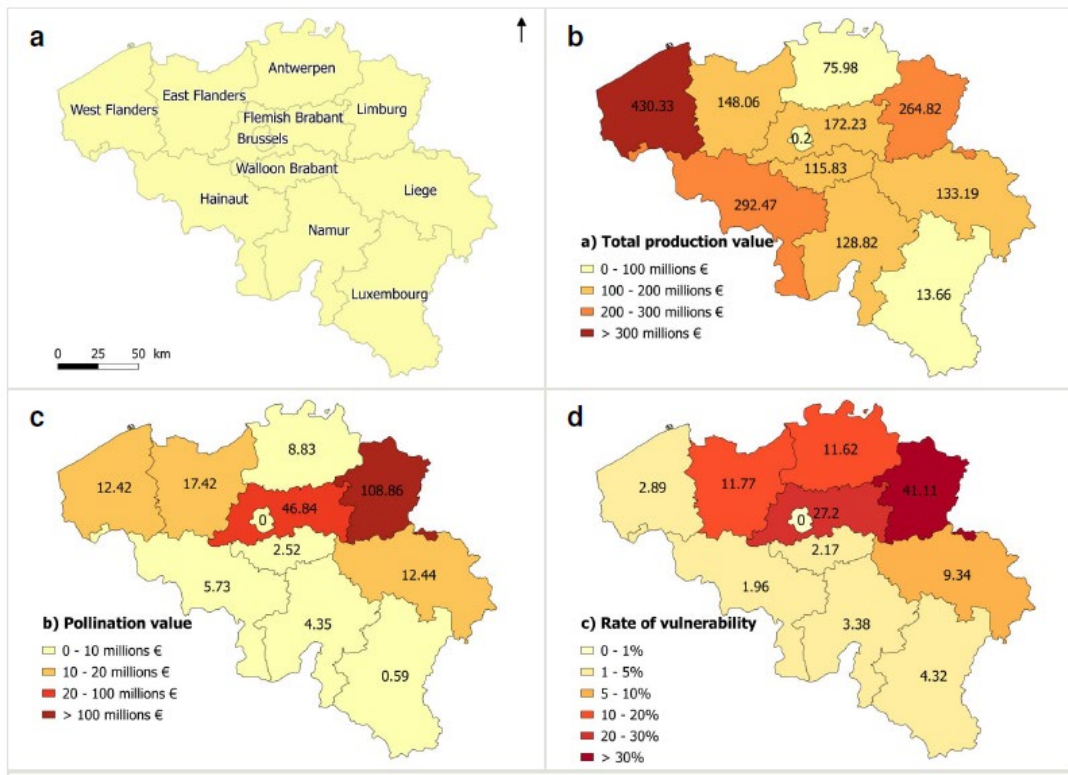 a
Antwerpen
West Flanders
East Flanders
Limburg
Flemish Brabant
Brussels
Walloon Brabant
Hainaut
Liege
Namur
Luxembourg
0 25 50 km
b
75.98
430.33
148.06
264.82
172.23
0.2
115.83
292.47
133.19
128.82
13.66
a) Total production value
0 - 100 millions €
100 - 200 millions €
200 - 300 millions €
> 300 millions €
c
8.83
12.42
17.42
108.86
46.84
0
2.52
5.73
12.44
4.35
0.59
b) Pollination value
0 - 10 millions €
10 - 20 millions €
20 - 100 millions €
> 100 millions €
d
11.62
2.89
11.77
41.11
27.2
0
2.17
1.96
9.34
3.38
4.32
c) Rate of vulnerability
0 - 1%
1 - 5%
5 - 10%
10 - 20%
20 - 30%
> 30%